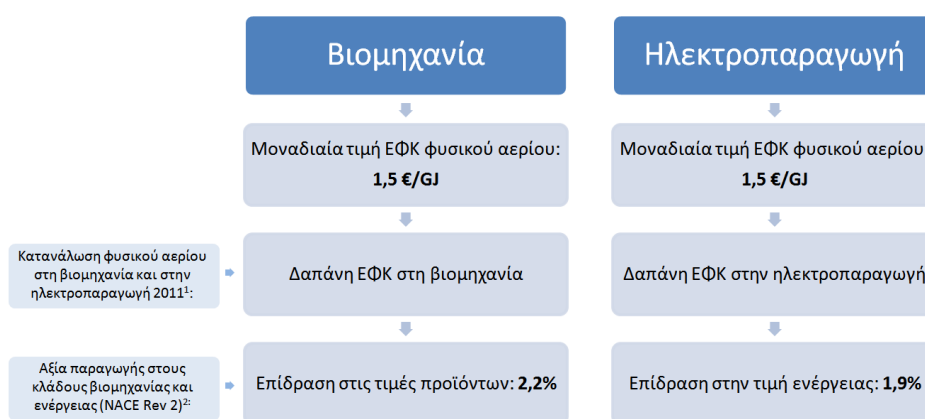 Βιομηχανία
Ηλεκτροπαραγωγή
Μοναδιαία τιμή ΕΦΚ φυσικού αερίου:
1,5 €/GJ
Μοναδιαία τιμή ΕΦΚ φυσικού αερίου
1,5 €/GJ
Κατανάλωση φυσικού αερίου
στη βιομηχανία και στην
ηλεκτροπαραγωγή 2011¹:
Δαπάνη ΕΦΚ στη βιομηχανία
Δαπάνη ΕΦΚ στην ηλεκτροπαραγωγή
Αξία παραγωγής στους
κλάδους βιομηχανίας και
ενέργειας (NACE Rev 2)²:
Επίδραση στις τιμές προϊόντων: 2,2%
Επίδραση στην τιμή ενέργειας: 1,9%